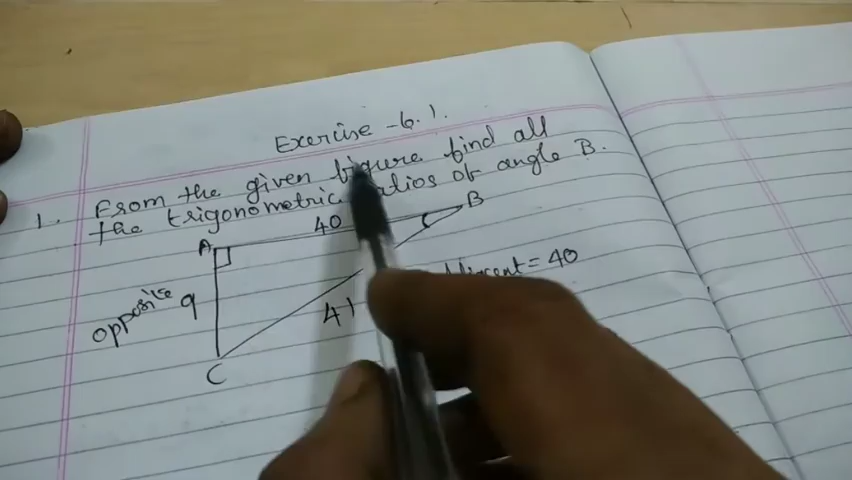 Exercise - 6.1.
1. From the given figure find all
the trigonometric ratios of angle B.
A 40 B
opposite 9
41
= 40
C